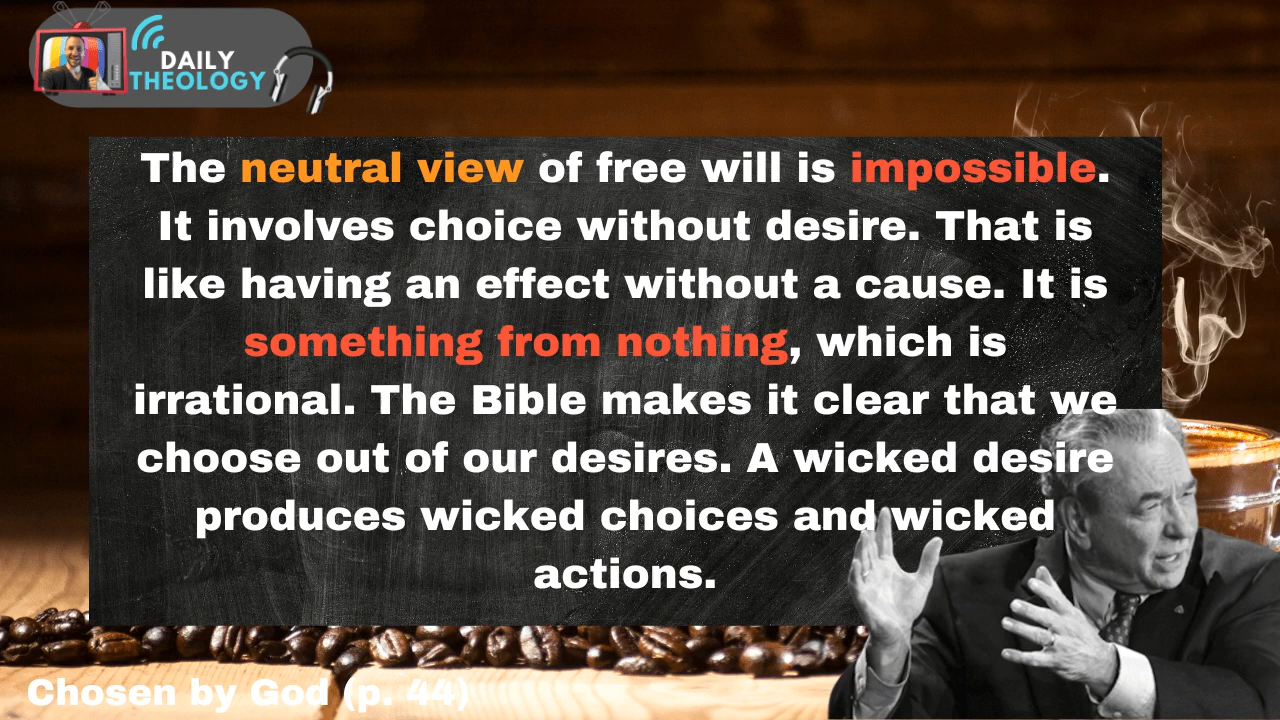 DAILY
THEOLOGY
The neutral view of free will is impossible.
It involves choice without desire. That is
like having an effect without a cause. It is
something from nothing, which is
irrational. The Bible makes it clear that we
choose out of our desires. A wicked desire
produces wicked choices and wicked
actions.
Chosen by God (p. 44)